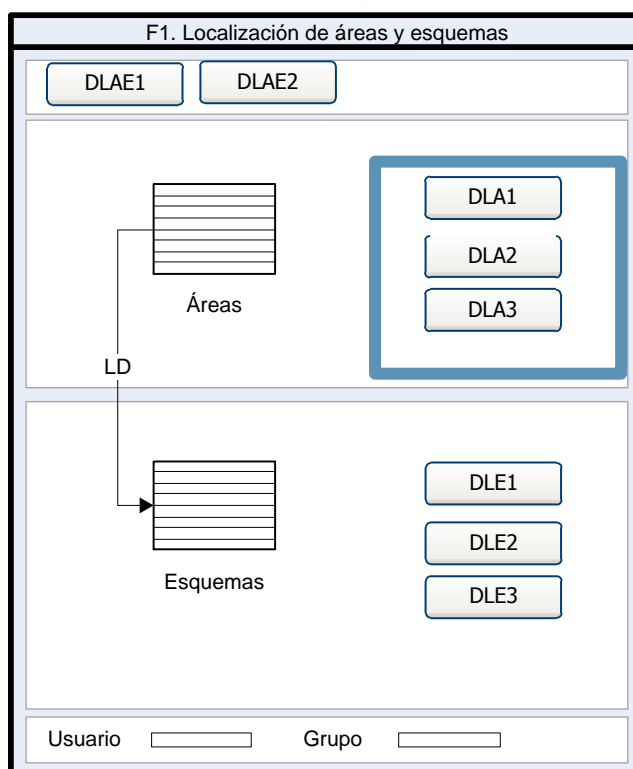 F1. Localización de áreas y esquemas
DLAE1 DLAE2
DLA1
DLA2
Áreas
DLA3
LD
DLE1
DLE2
Esquemas
DLE3
Usuario Grupo